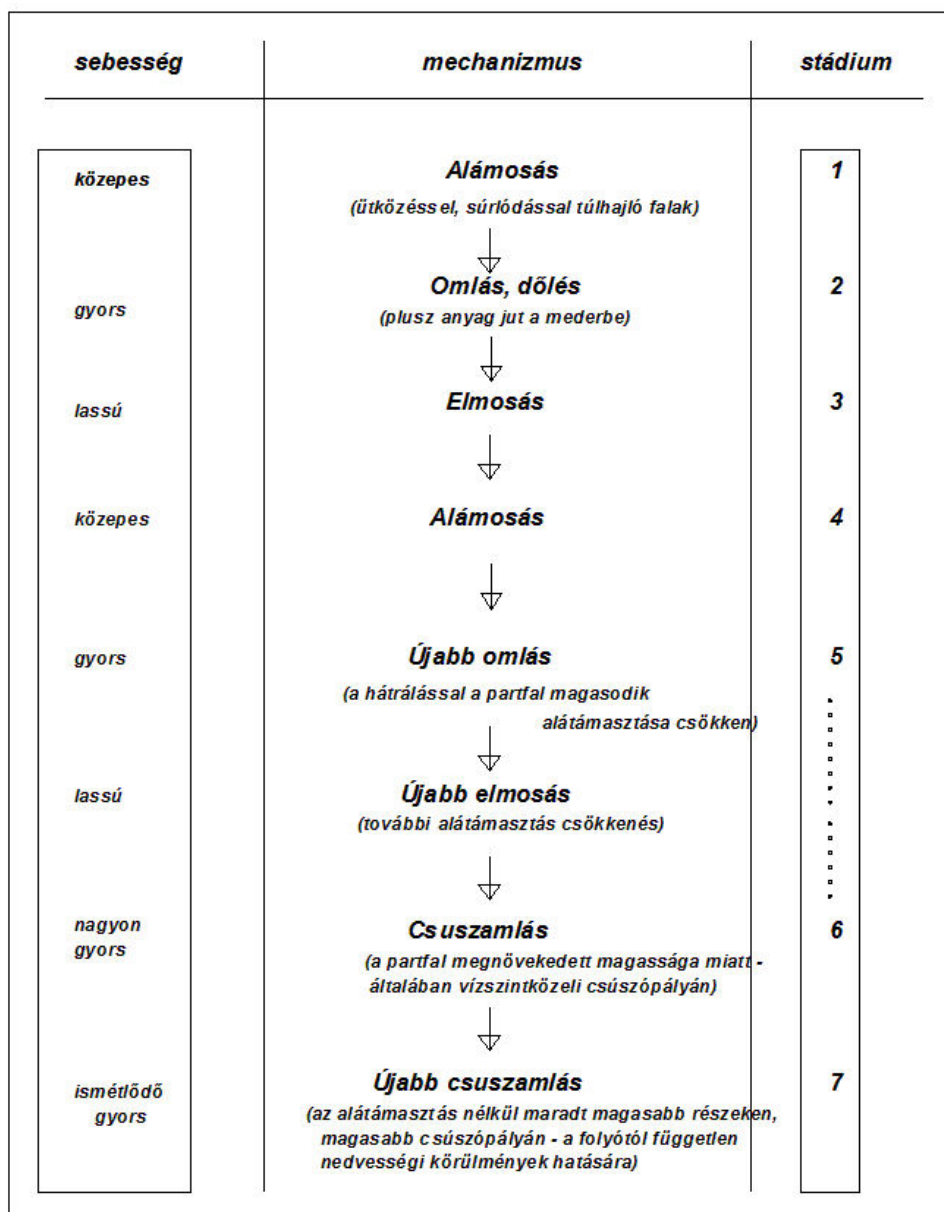 sebesség mechanizmus stádium
közepes Alámosás 1
(ütközéssel, súrlódással túlhajló falak)
Omlás, dőlés 2
gyors (plusz anyag jut a mederbe)
lassú Elmosás 3
közepes Alámosás 4
gyors Újabb omlás 5
(a hátrálással a partfal magasodik
alátámasztása csökken)
lassú Újabb elmosás
(további alátámasztás csökkenés)
nagyon Csuszamlás 6
gyors
(a partfal megnövekedett magassága miatt -
általában vízszintközeli csúszópályán)
ismétlődő Újabb csuszamlás 7
gyors (az alátámasztás nélkül maradt magasabb részeken,
magasabb csúszópályán - a folyótól független
nedvességi körülmények hatására)